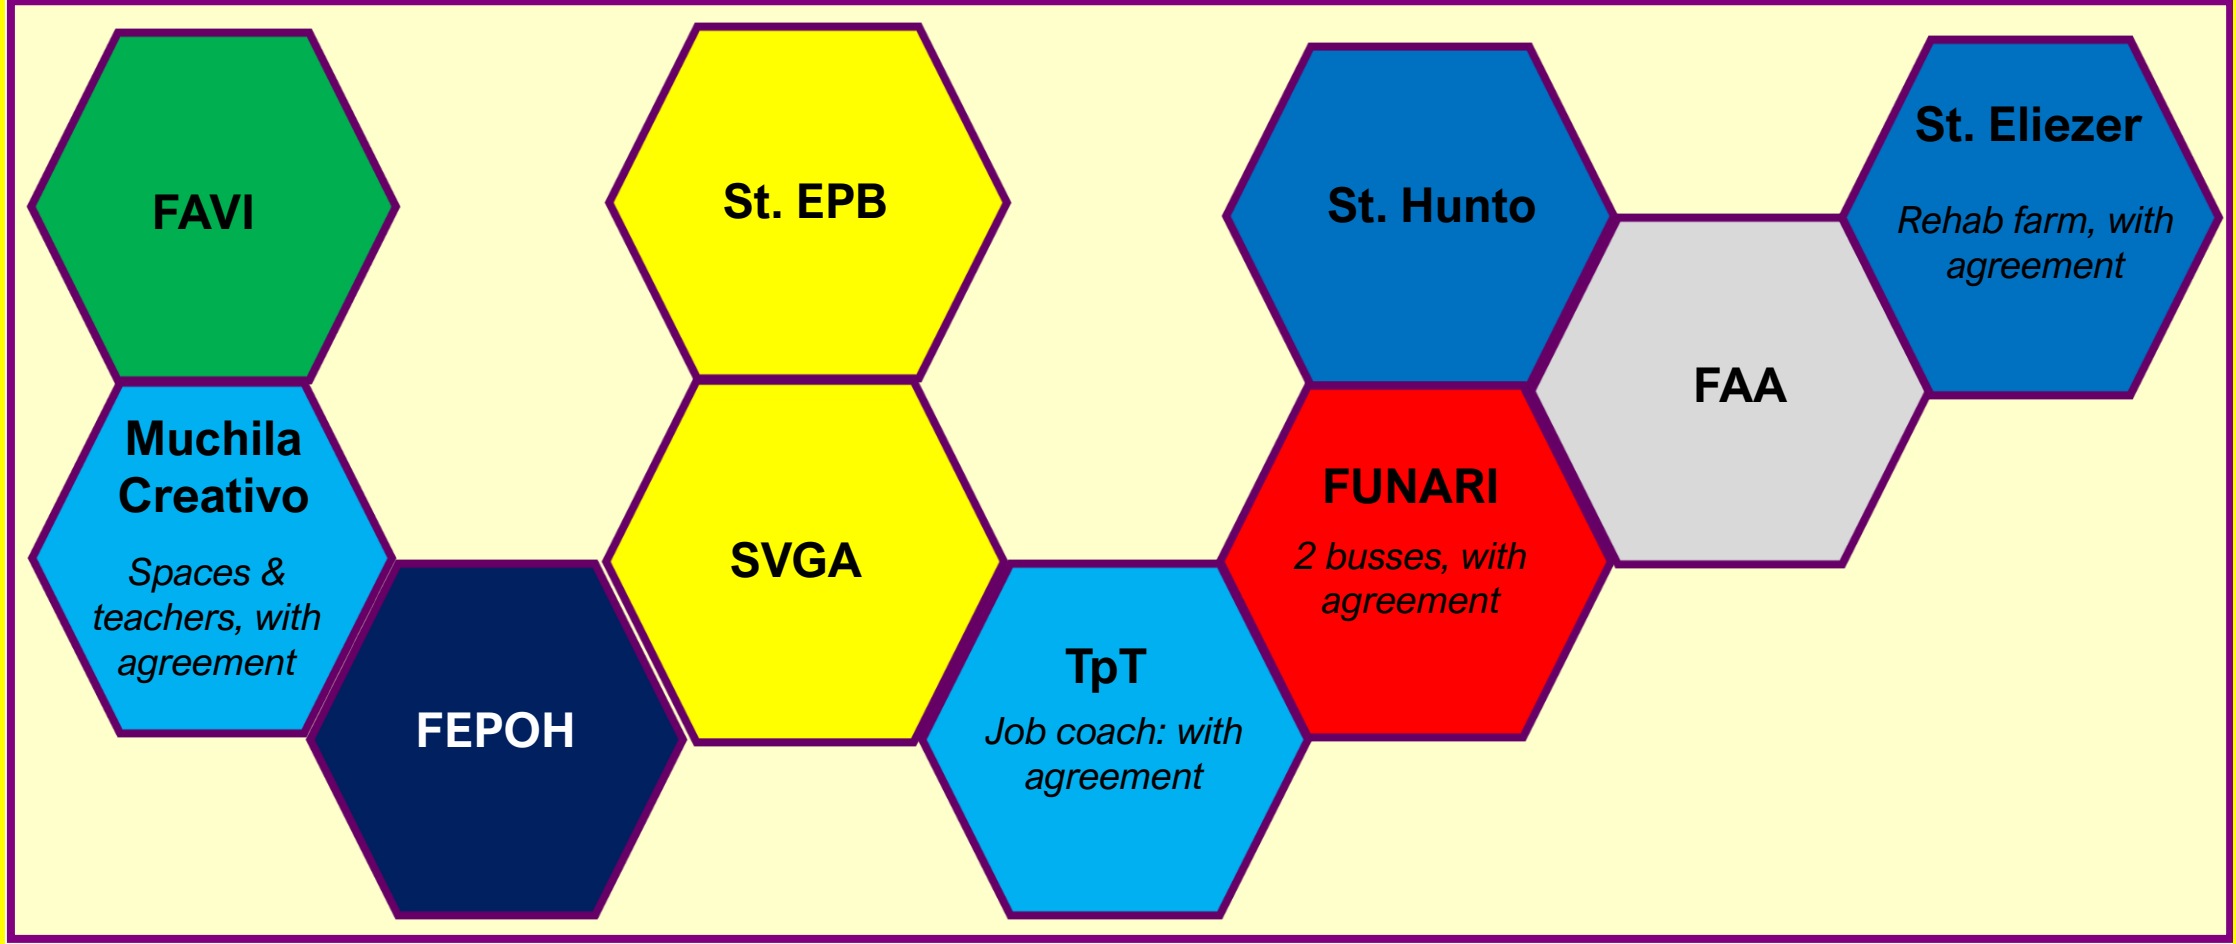 FAVI
Muchila
Creativo
Spaces &
teachers, with
agreement
FEPOH
St. EPB
SVGA
TpT
Job coach: with
agreement
St. Hunto
FUNARI
2 busses, with
agreement
FAA
St. Eliezer
Rehab farm, with
agreement